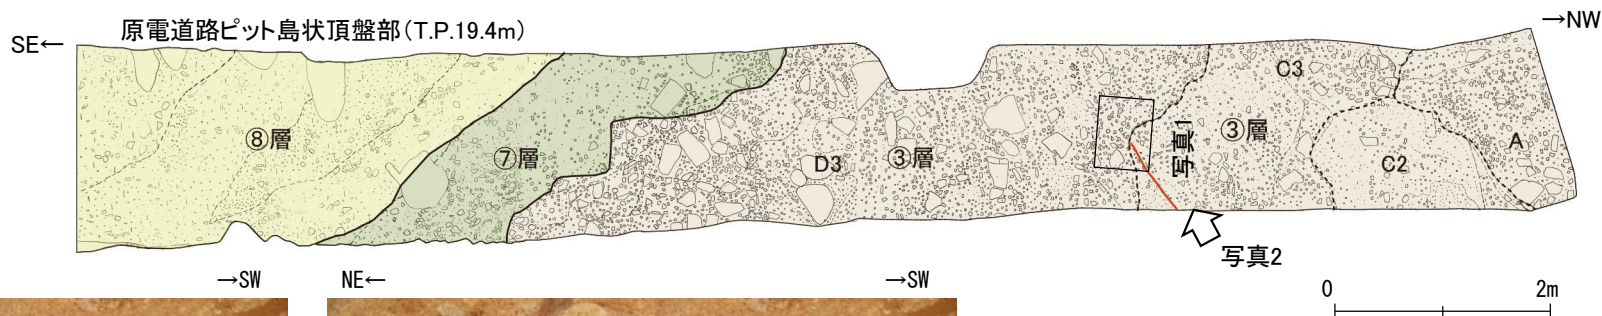 原電道路ピット島状頂盤部(T.P.19.4m)
SE←
→NW
⑧層
⑦層
D3
③層
写真1
③層
O3
C2
A
写真2
→SW
NE←
→SW
0
2m